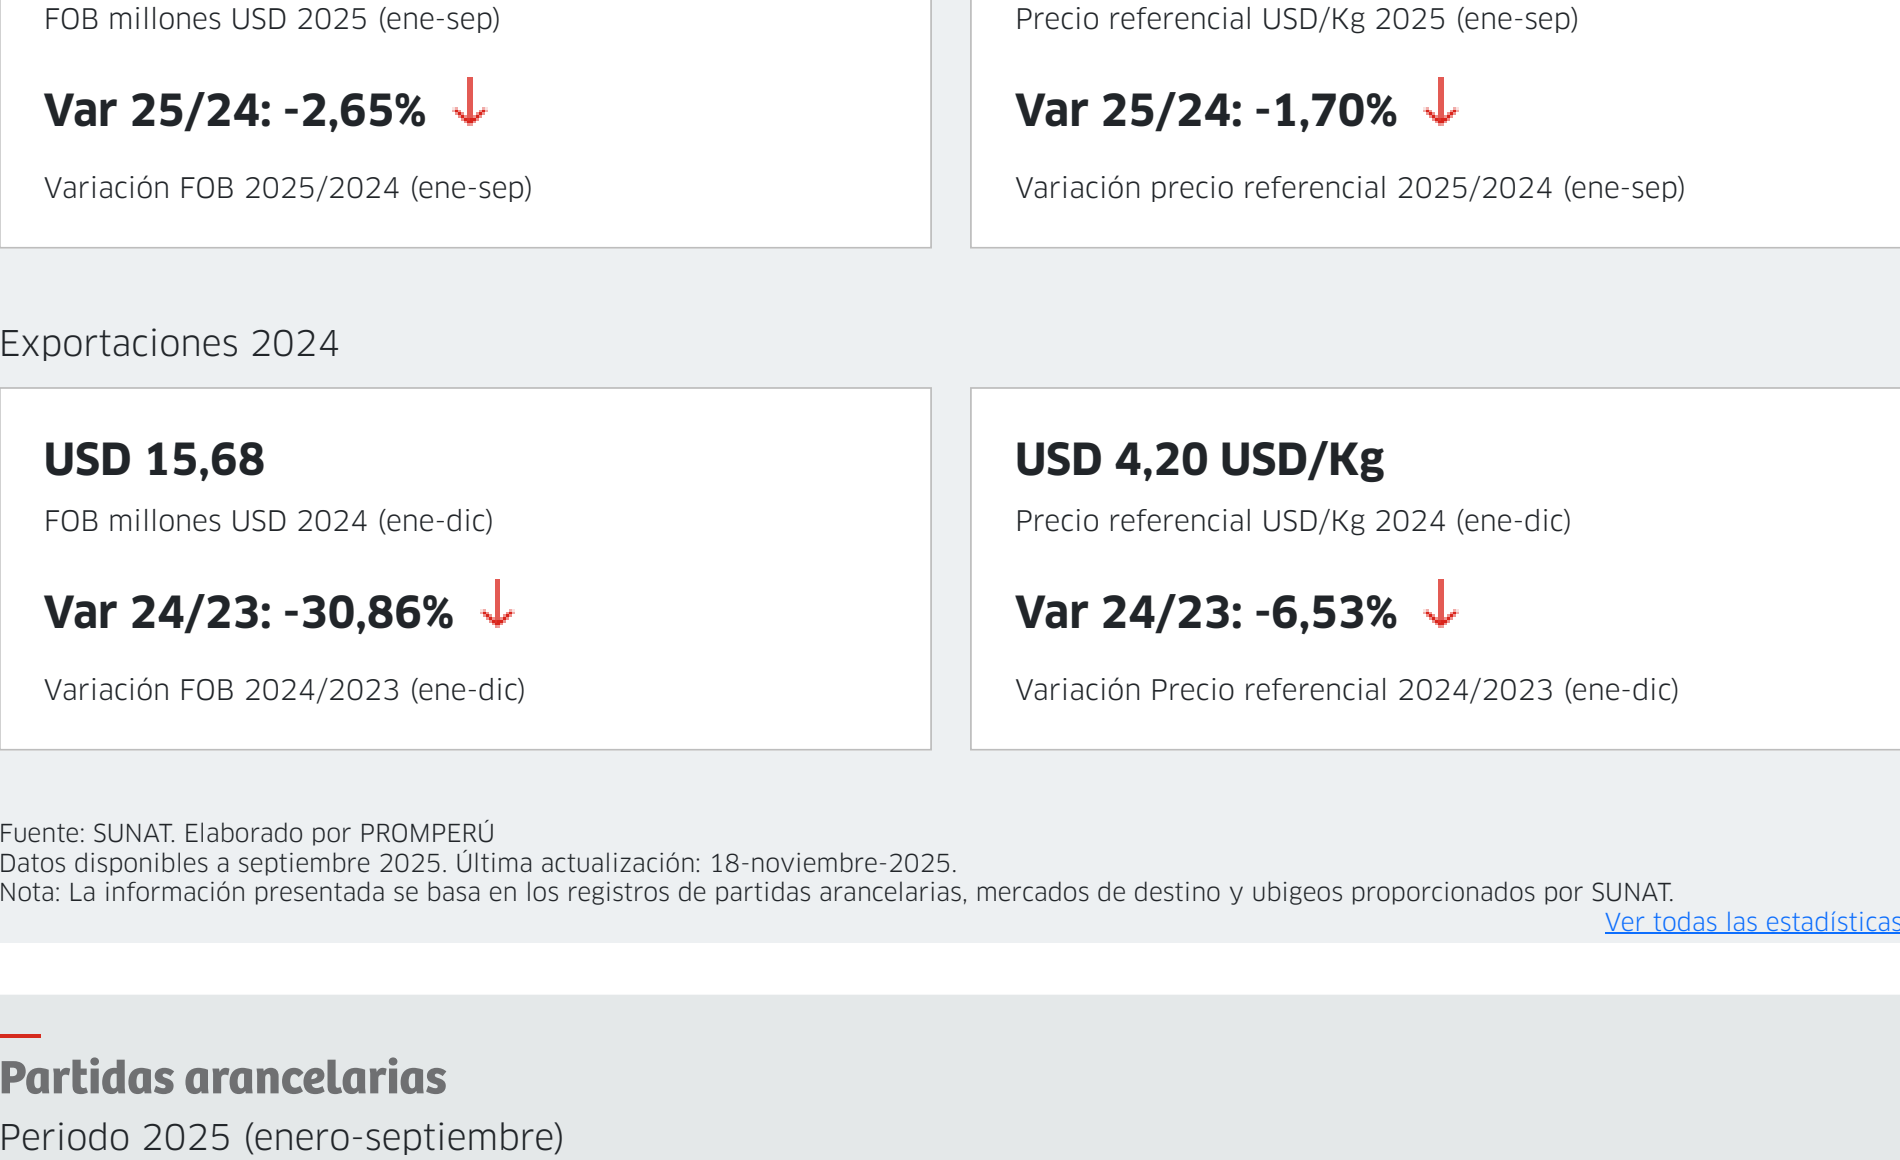 FOB millones USD 2025 (ene-sep)
Var 25/24: -2,65%
Variación FOB 2025/2024 (ene-sep)
Precio referencial USD/Kg 2025 (ene-sep)
Var 25/24: -1,70%
Variación precio referencial 2025/2024 (ene-sep)
Exportaciones 2024
USD 15,68
FOB millones USD 2024 (ene-dic)
Var 24/23: -30,86%
Variación FOB 2024/2023 (ene-dic)
USD 4,20 USD/Kg
Precio referencial USD/Kg 2024 (ene-dic)
Var 24/23: -6,53%
Variación Precio referencial 2024/2023 (ene-dic)
Fuente: SUNAT. Elaborado por PROMPERÚ
Datos disponibles a septiembre 2025. Última actualización: 18-noviembre-2025.
Nota: La información presentada se basa en los registros de partidas arancelarias, mercados de destino y ubigeos proporcionados por SUNAT.
Ver todas las estadísticas
Partidas arancelarias
Periodo 2025 (enero-septiembre)